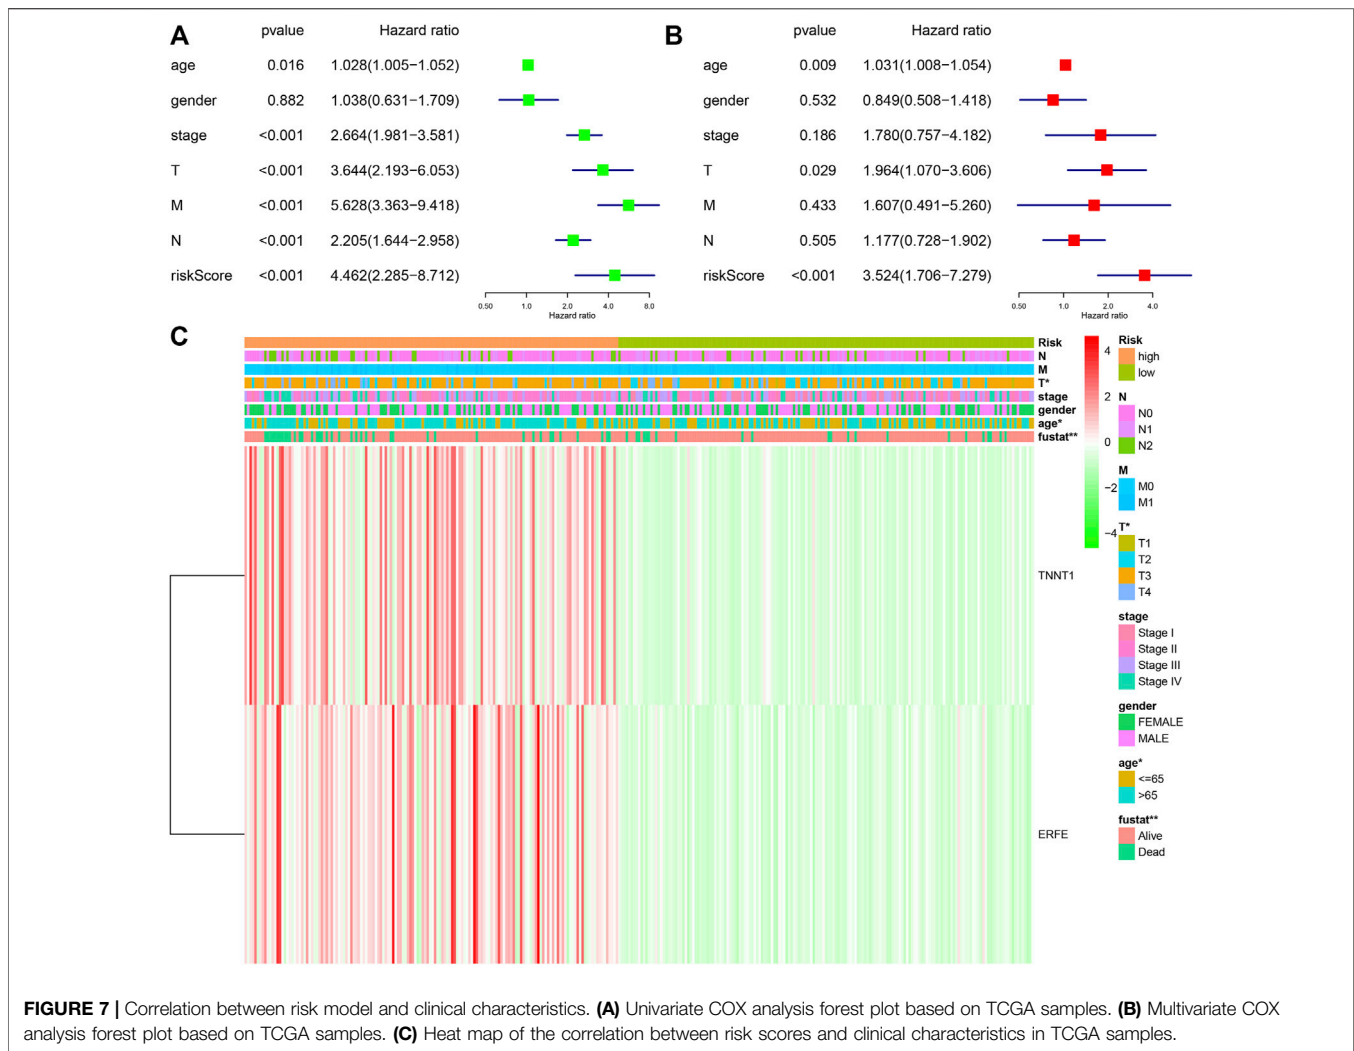 A pvalue Hazard ratio
age 0.016 1.028(1.005−1.052)
gender 0.882 1.038(0.631−1.709)
stage <0.001 2.664(1.981−3.581)
T <0.001 3.644(2.193−6.053)
M <0.001 5.628(3.363−9.418)
N <0.001 2.205(1.644−2.958)
riskScore <0.001 4.462(2.285−8.712)
0.50 1.0 2.0 4.0 8.0
Hazard ratio
B pvalue Hazard ratio
age 0.009 1.031(1.008−1.054)
gender 0.532 0.849(0.508−1.418)
stage 0.186 1.780(0.757−4.182)
T 0.029 1.964(1.070−3.606)
M 0.433 1.607(0.491−5.260)
N 0.505 1.177(0.728−1.902)
riskScore <0.001 3.524(1.706−7.279)
0.50 1.0 2.0 4.0
Hazard ratio
C
Risk
N
M
T*
stage
gender
age*
fustat**
TNNT1
ERFE
4
2
0
−2
−4
Risk
high
low
N
N0
N1
N2
M
M0
M1
T*
T1
T2
T3
T4
stage
Stage I
Stage II
Stage III
Stage IV
gender
FEMALE
MALE
age*
<=65
>65
fustat**
Alive
Dead
FIGURE 7 | Correlation between risk model and clinical characteristics. (A) Univariate COX analysis forest plot based on TCGA samples. (B) Multivariate COX
analysis forest plot based on TCGA samples. (C) Heat map of the correlation between risk scores and clinical characteristics in TCGA samples.